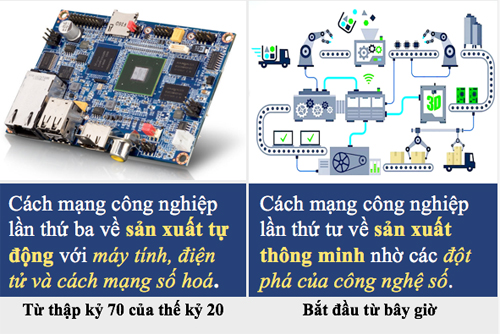 3D
Cách mạng công nghiệp
lần thứ ba về sản xuất tự
động với máy tính, điện
tử và cách mạng số hoá.
Từ thập kỷ 70 của thế kỷ 20
Cách mạng công nghiệp
lần thứ tư về sản xuất
thông minh nhờ các đột
phá của công nghệ số.
Bắt đầu từ bây giờ